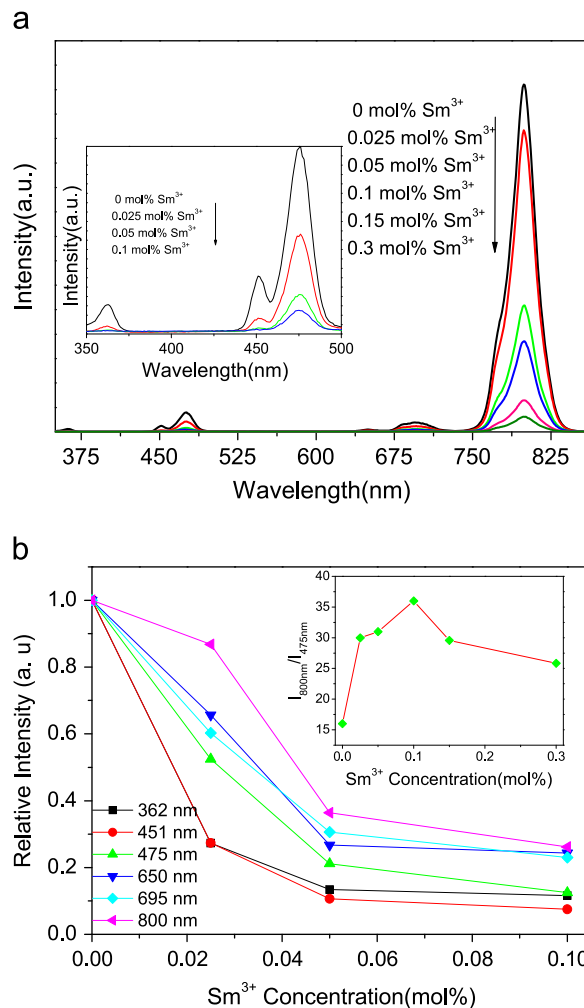 a
Intensity(a.u.)
0 mol% Sm³⁺
0.025 mol% Sm³⁺
0.05 mol% Sm³⁺
0.1 mol% Sm³⁺
0.15 mol% Sm³⁺
0.3 mol% Sm³⁺
Intensity(a.u.)
0 mol% Sm³⁺
0.025 mol% Sm³⁺
0.05 mol% Sm³⁺
0.1 mol% Sm³⁺
350 400 450 500
Wavelength(nm)
375 450 525 600 675 750 825
Wavelength(nm)
b
Relative Intensity (a. u)
1.0
0.8
0.6
0.4
0.2
0.0
362 nm
451 nm
475 nm
650 nm
695 nm
800 nm
I800nm/I475nm
40
35
30
25
20
15
0.0 0.1 0.2 0.3
Sm³⁺ Concentration(mol%)
0.00 0.02 0.04 0.06 0.08 0.10
Sm³⁺ Concentration(mol%)